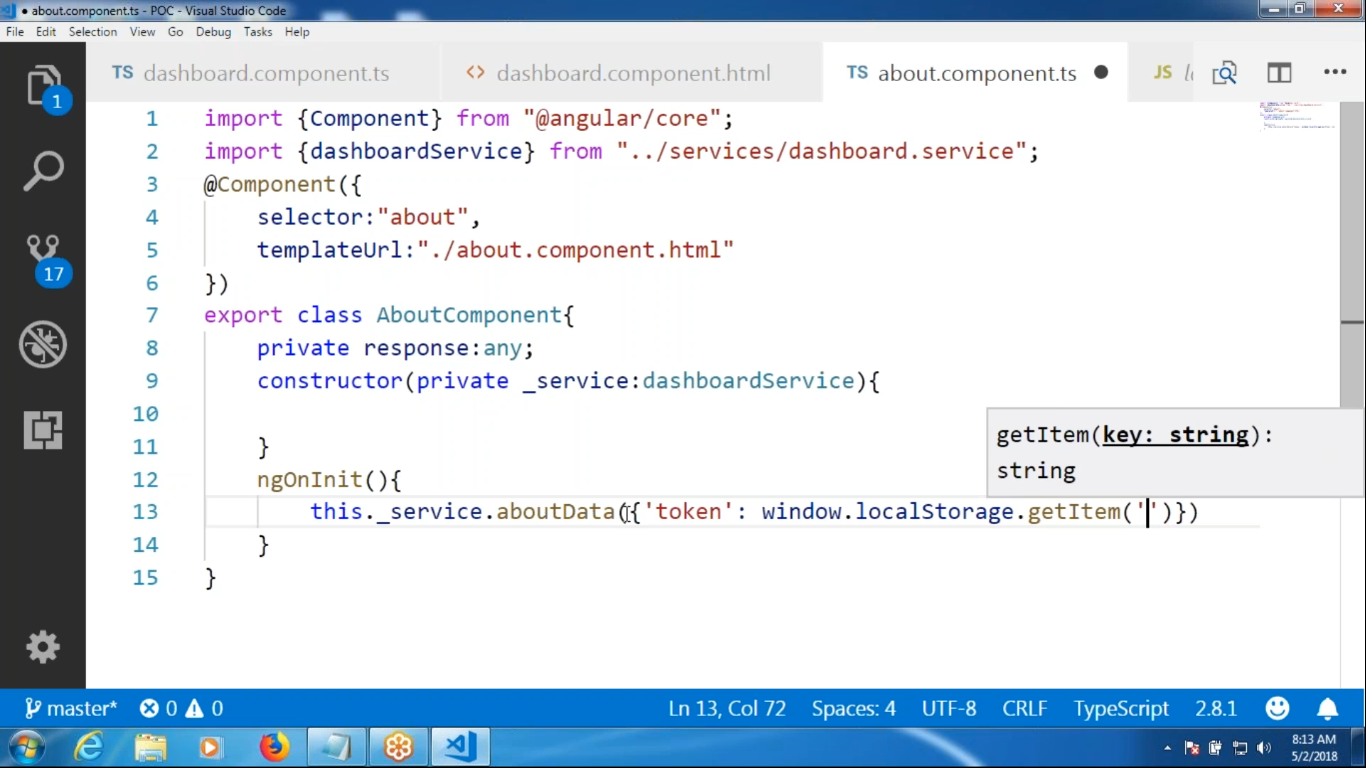 ● about.component.ts - POC - Visual Studio Code
File Edit Selection View Go Debug Tasks Help
TS dashboard.component.ts <> dashboard.component.html TS about.component.ts ● JS
1 import {Component} from "@angular/core";
2 import {dashboardService} from "../services/dashboard.service";
3 @Component({
4 selector:"about",
5 templateUrl:"./about.component.html"
6 })
7 export class AboutComponent{
8 private response:any;
9 constructor(private _service:dashboardService){
10
11 }
12 ngOnInit(){
13 this._service.aboutData({'token': window.localStorage.getItem('')})
14 }
15 }
getItem(key: string):
string
1
17
master* 0 0 Ln 13, Col 72 Spaces: 4 UTF-8 CRLF TypeScript 2.8.1
8:13 AM
5/2/2018